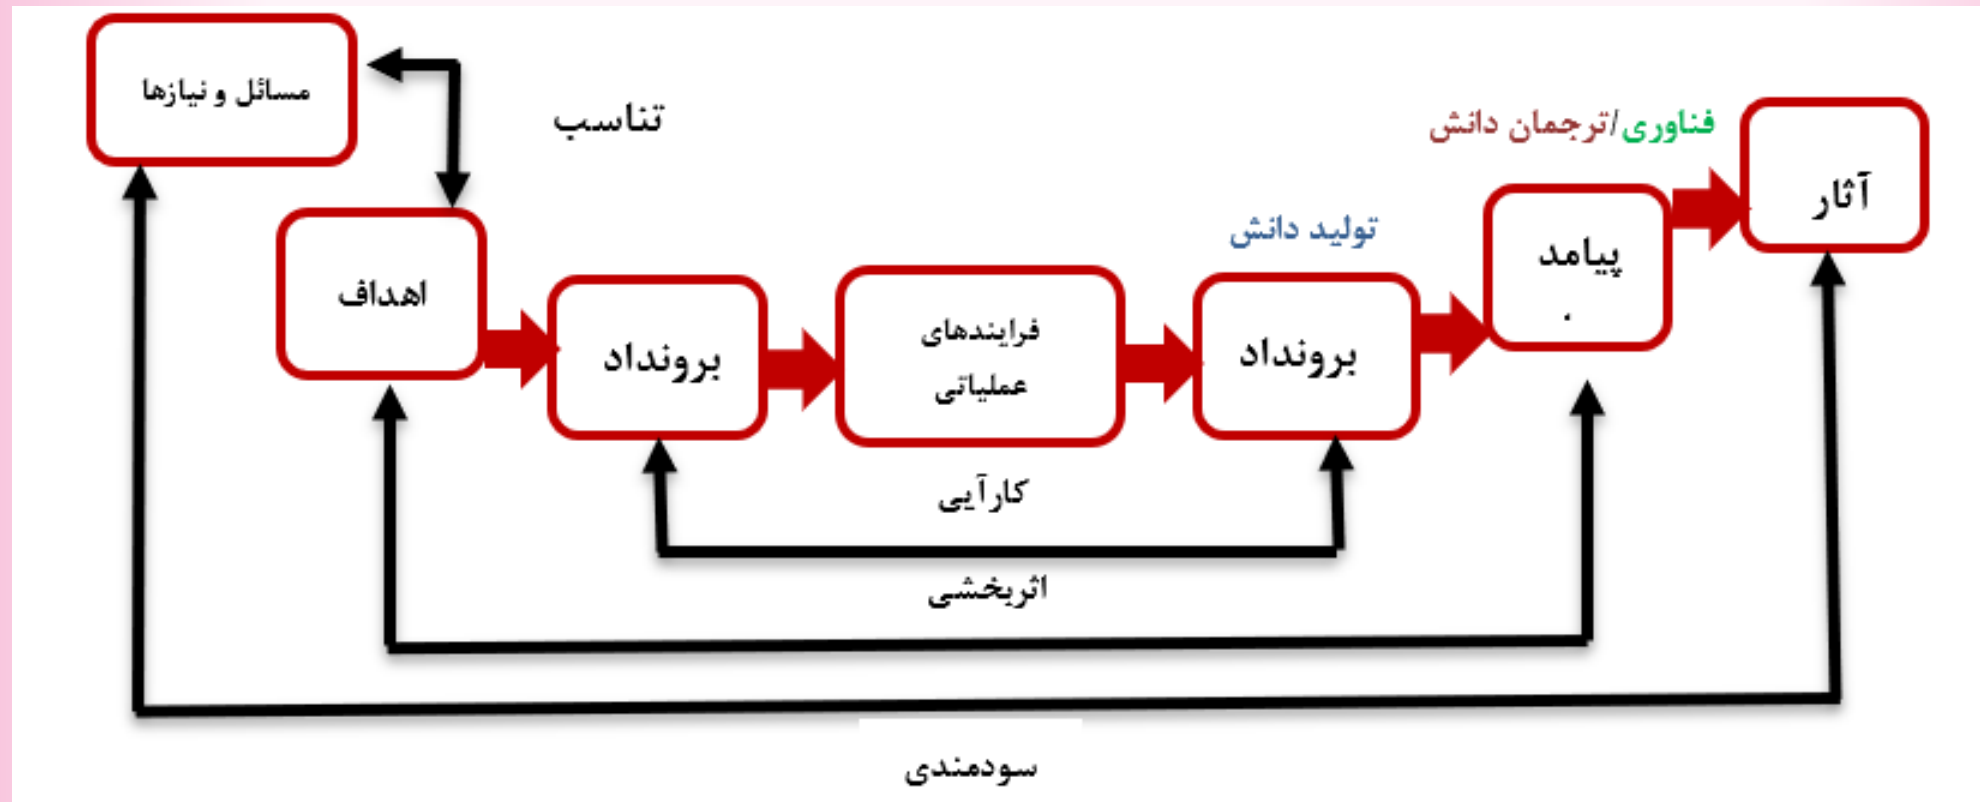 مسائل و نیازها
تناسب
فناوری/ترجمان دانش
آثار
پیامد
.
تولید دانش
اهداف
برونداد
فرایندهای
عملیاتی
برونداد
کارآیی
اثربخشی
سودمندی